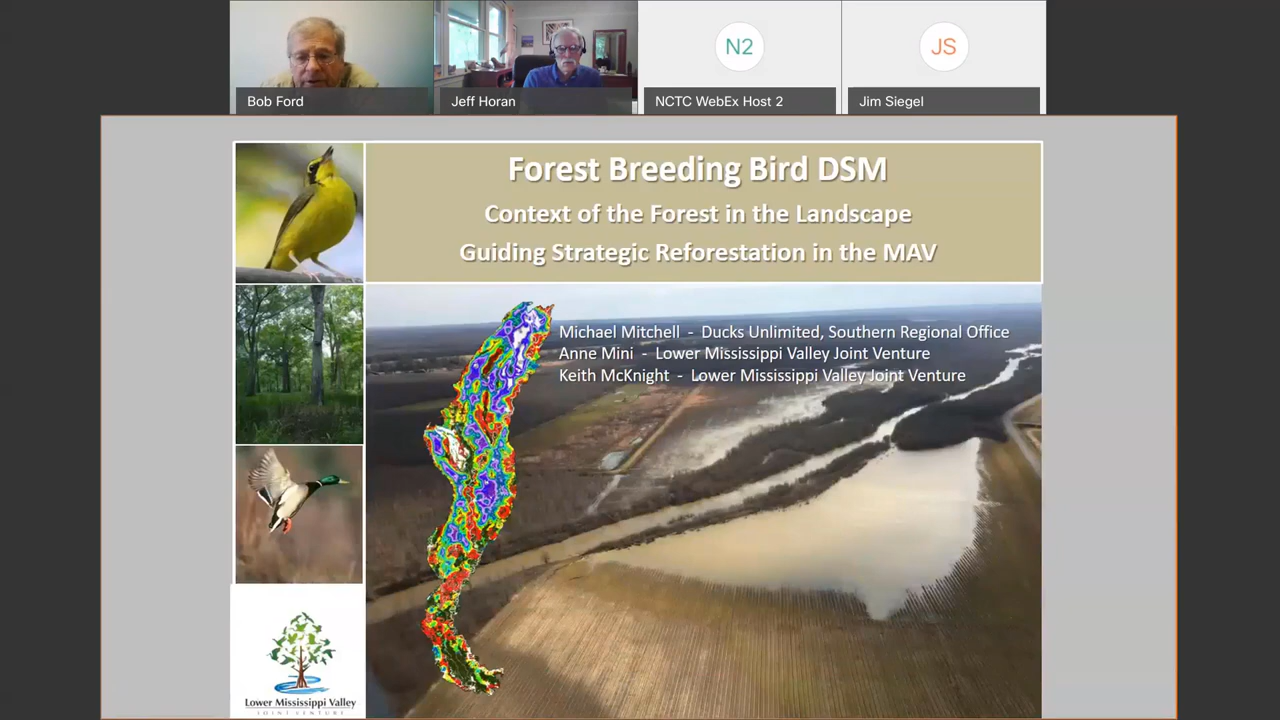 Bob Ford
Jeff Horan
N2
NCTC WebEx Host 2
JS
Jim Siegel
Forest Breeding Bird DSM
Context of the Forest in the Landscape
Guiding Strategic Reforestation in the MAV
Michael Mitchell - Ducks Unlimited, Southern Regional Office
Anne Mini - Lower Mississippi Valley Joint Venture
Keith McKnight - Lower Mississippi Valley Joint Venture
Lower Mississippi Valley
JOINT VENTURE